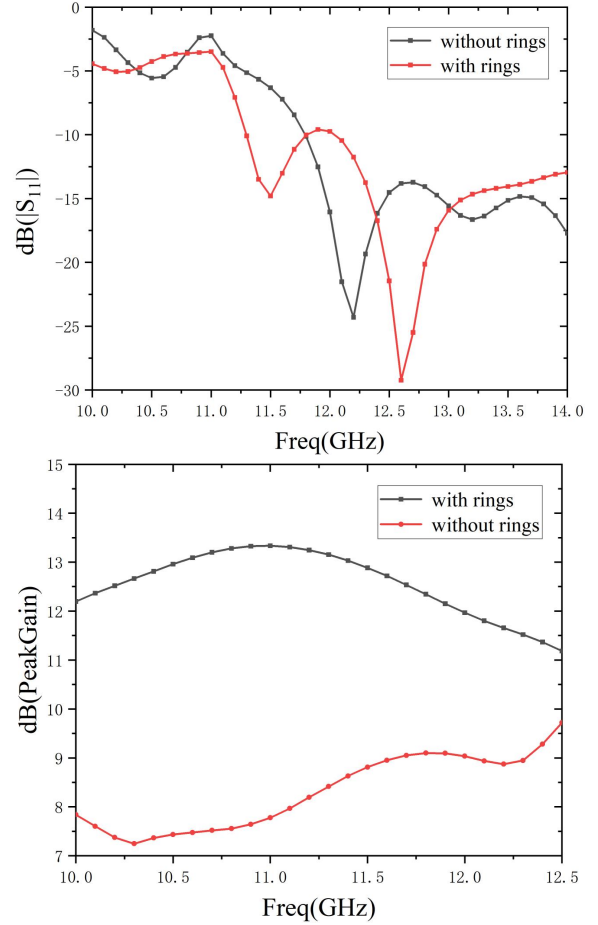 0
-5
-10
-15
-20
-25
-30
dB(|S₁₁|)
without rings
with rings
10.0 10.5 11.0 11.5 12.0 12.5 13.0 13.5 14.0
Freq(GHz)
15
14
13
12
11
10
9
8
7
dB(PeakGain)
with rings
without rings
10.0 10.5 11.0 11.5 12.0 12.5
Freq(GHz)